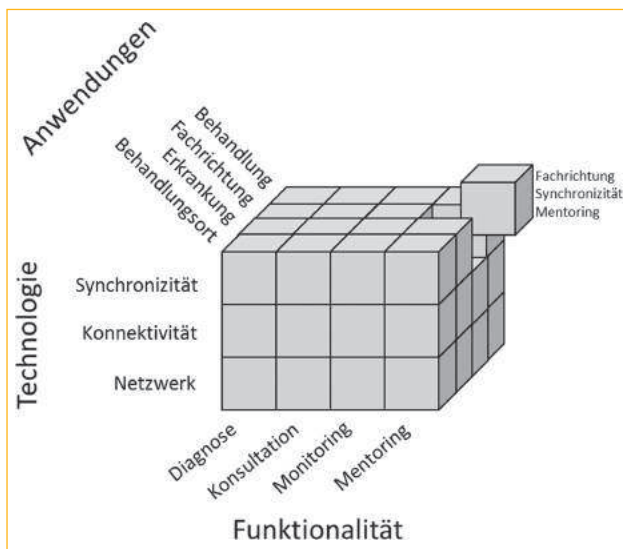 Anwendungen
Behandlung
Fachrichtung
Erkrankung
Behandlungsort
Fachrichtung
Synchronizität
Mentoring
Technologie
Synchronizität
Konnektivität
Netzwerk
Diagnose
Konsultation
Monitoring
Mentoring
Funktionalität